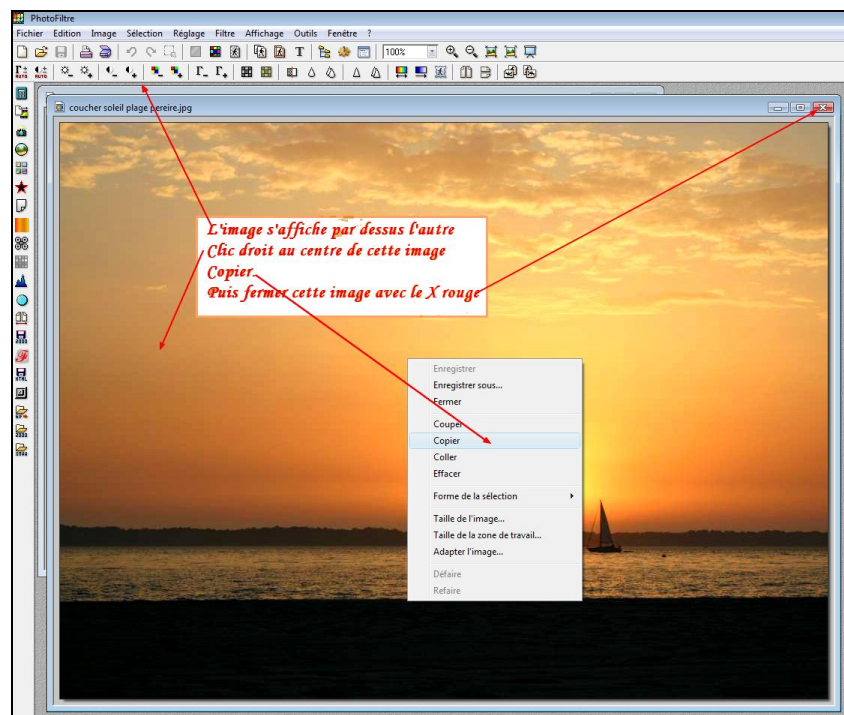 PhotoFiltre
Fichier Edition Image Sélection Réglage Filtre Affichage Outils Fenêtre ?
T 100%
AUTO AUTO
coucher soleil plage pereire.jpg
L'image s'affiche par dessus l'autre
Clic droit au centre de cette image
Copier
Puis fermer cette image avec le X rouge
Enregistrer
Enregistrer sous...
Fermer
Couper
Copier
Coller
Effacer
Forme de la sélection
Taille de l'image...
Taille de la zone de travail...
Adapter l'image...
Défaire
Refaire